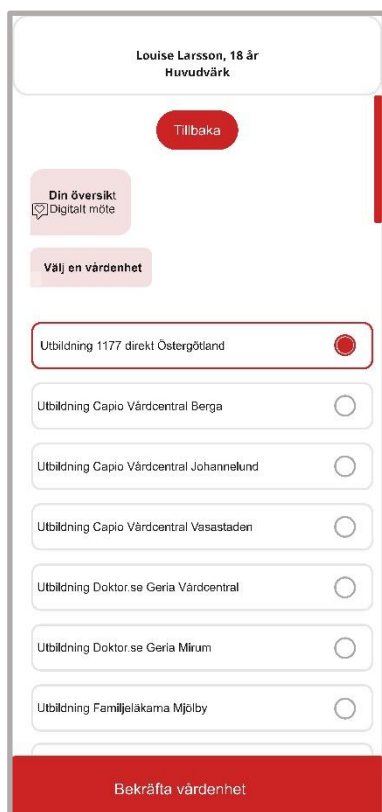 Louise Larsson, 18 år
Huvudvärk
Tillbaka
Din översikt
Digitalt möte
Välj en vårdenhet
Utbildning 1177 direkt Östergötland
Utbildning Capio Vårdcentral Berga
Utbildning Capio Vårdcentral Johannelund
Utbildning Capio Vårdcentral Vasastaden
Utbildning Doktor.se Geria Vårdcentral
Utbildning Doktor.se Geria Mirum
Utbildning Familjeläkarna Mjölby
Bekräfta vårdenhet